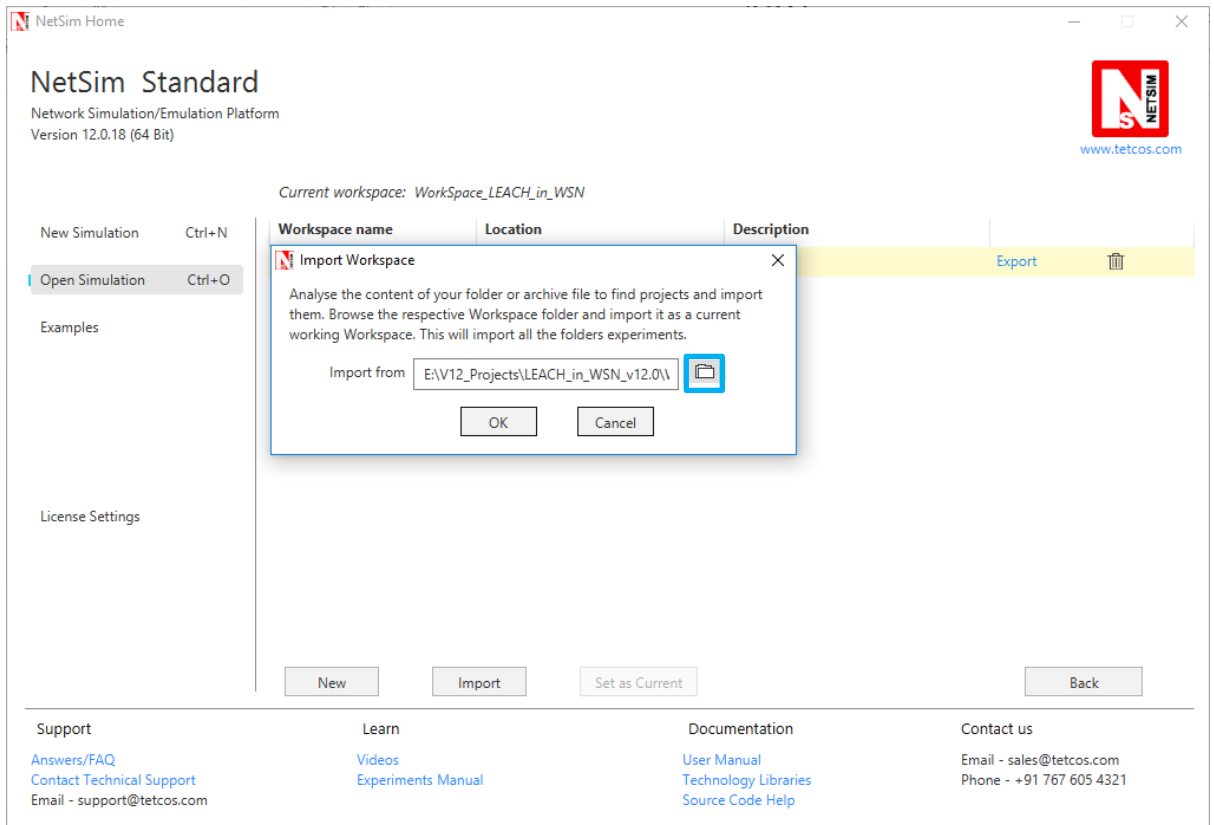 NetSim Home
NetSim Standard
Network Simulation/Emulation Platform
Version 12.0.18 (64 Bit)
NETSIM
www.tetcos.com
Current workspace: WorkSpace_LEACH_in_WSN
New Simulation Ctrl+N
Open Simulation Ctrl+O
Examples
License Settings
Workspace name Location Description
Export
Import Workspace
Analyse the content of your folder or archive file to find projects and import
them. Browse the respective Workspace folder and import it as a current
working Workspace. This will import all the folders experiments.
Import from E:\V12_Projects\LEACH_in_WSN_v12.0\
OK Cancel
New Import Set as Current Back
Support
Answers/FAQ
Contact Technical Support
Email - support@tetcos.com
Learn
Videos
Experiments Manual
Documentation
User Manual
Technology Libraries
Source Code Help
Contact us
Email - sales@tetcos.com
Phone - +91 767 605 4321